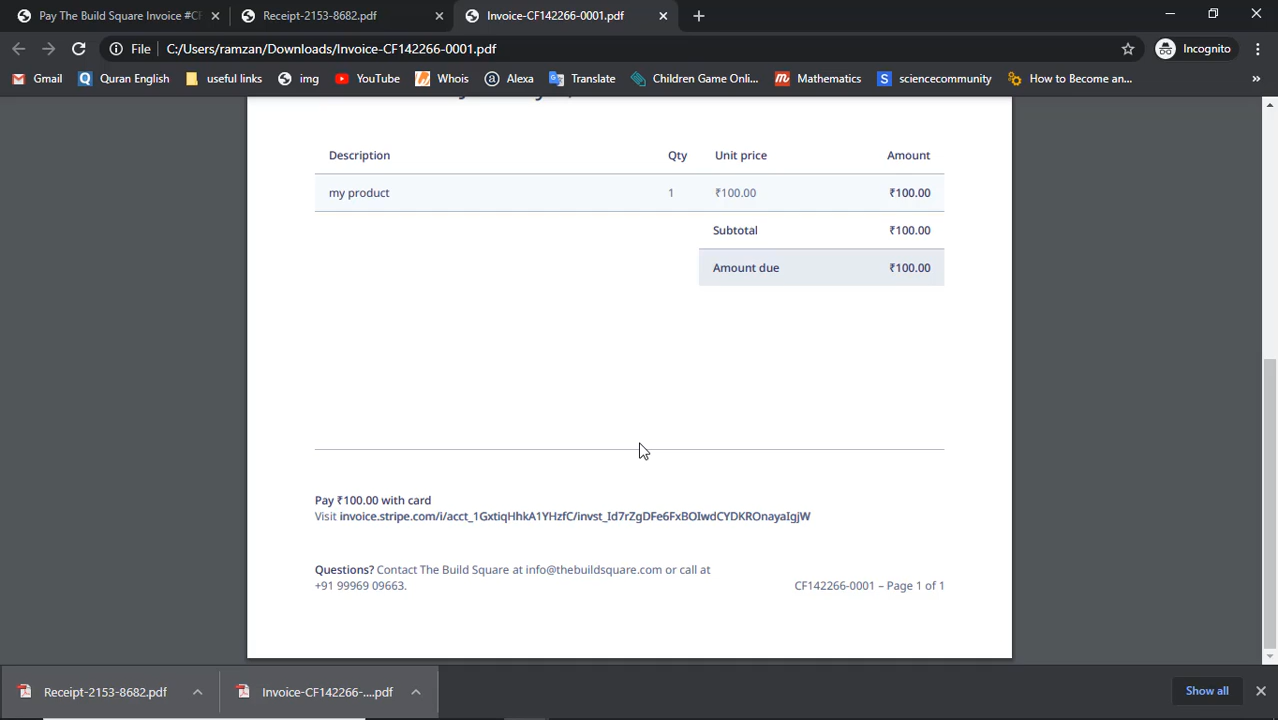 Pay The Build Square Invoice #CF
Receipt-2153-8682.pdf
Invoice-CF142266-0001.pdf
File
C:/Users/ramzan/Downloads/Invoice-CF142266-0001.pdf
Incognito
Gmail
Quran English
useful links
img
YouTube
Whois
Alexa
Translate
Children Game Onli...
Mathematics
sciencecommunity
How to Become an...
»
Description Qty Unit price Amount
my product 1 ₹100.00 ₹100.00
Subtotal ₹100.00
Amount due ₹100.00
Pay ₹100.00 with card
Visit invoice.stripe.com/i/acct_1GxtiqHhkA1YHzfC/invst_Id7rZgDFe6FxBOIwdCYDKROnayaIgjW
Questions? Contact The Build Square at info@thebuildsquare.com or call at
+91 99969 09663.
CF142266-0001 – Page 1 of 1
Receipt-2153-8682.pdf
Invoice-CF142266-....pdf
Show all